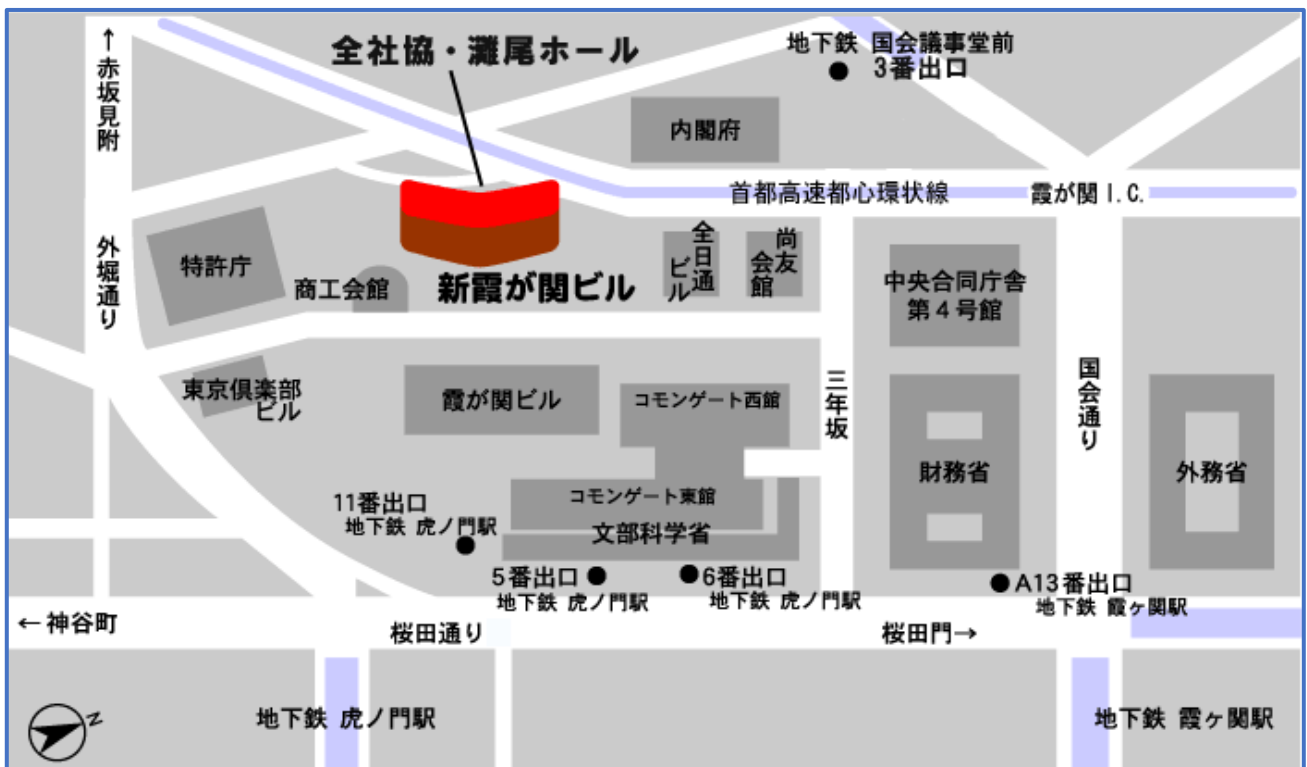 ↑赤坂見附
全社協・灘尾ホール
地下鉄 国会議事堂前
3番出口
内閣府
首都高速都心環状線
霞が関I.C.
外堀通り
特許庁
商工会館
新霞が関ビル
全日通
ビル
尚友
会館
中央合同庁舎
第4号館
東京倶楽部
ビル
霞が関ビル
コモンゲート西館
三年坂
国会通り
財務省
外務省
コモンゲート東館
文部科学省
11番出口
地下鉄 虎ノ門駅
5番出口
地下鉄 虎ノ門駅
6番出口
地下鉄 虎ノ門駅
A13番出口
地下鉄 霞ヶ関駅
←神谷町
桜田通り
桜田門→
Z
地下鉄 虎ノ門駅
地下鉄 霞ヶ関駅